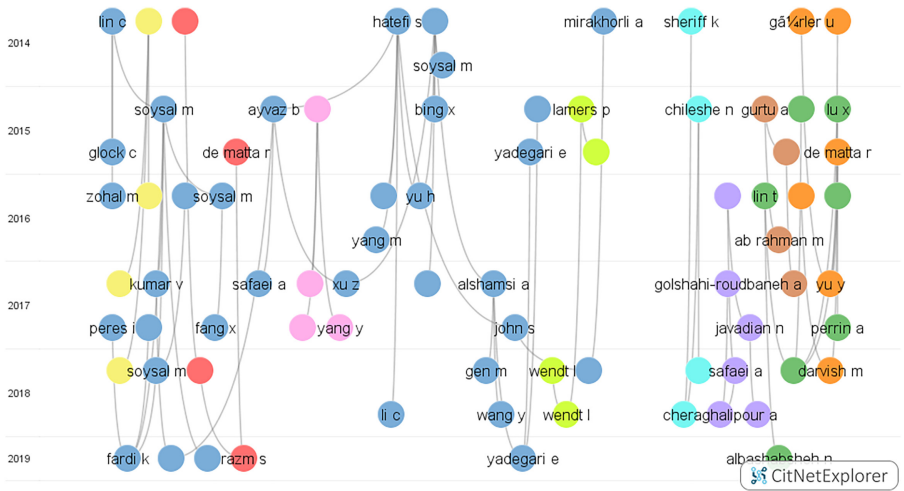 lin c hatefi s mirakhorli a sheriff k gã¼rler u
2014
soysal m
soysal m ayvaz b bing x lamers p chileshe n gurtu a lu x
2015
glock c de matta r yadegari e de matta r
zohal m soysal m yu h lin t
2016
yang m ab rahman m
kumar v safaei a xu z alshamsi a golshahi-roudbaneh a yu y
2017
peres i fang x yang y john s javadian n perrin a
soysal m gen m wendt l safaei a darvish m
2018
li c wang y wendt l cheraghalipour a
2019
fardi k razm s yadegari e albashabsheh n
CitNetExplorer